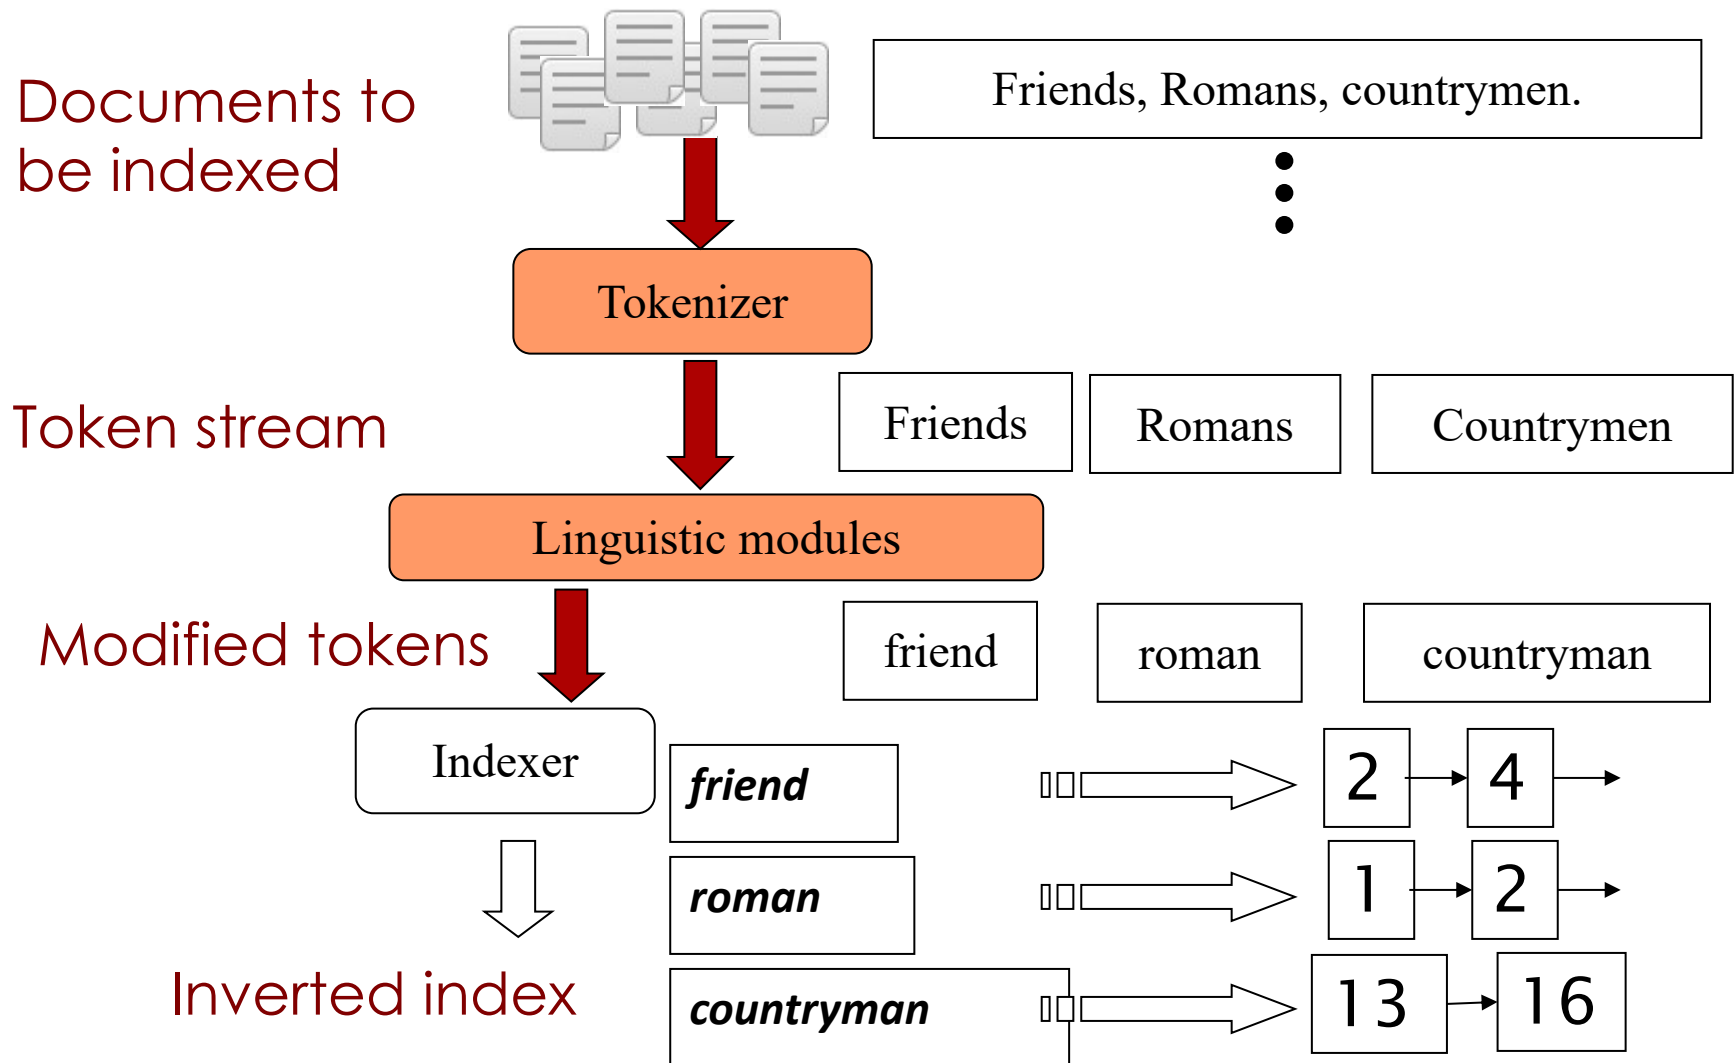 Documents to
be indexed
Friends, Romans, countrymen.
Tokenizer
Token stream
Friends
Romans
Countrymen
Linguistic modules
Modified tokens
friend
roman
countryman
Indexer
friend
2
4
roman
1
2
Inverted index
countryman
13
16